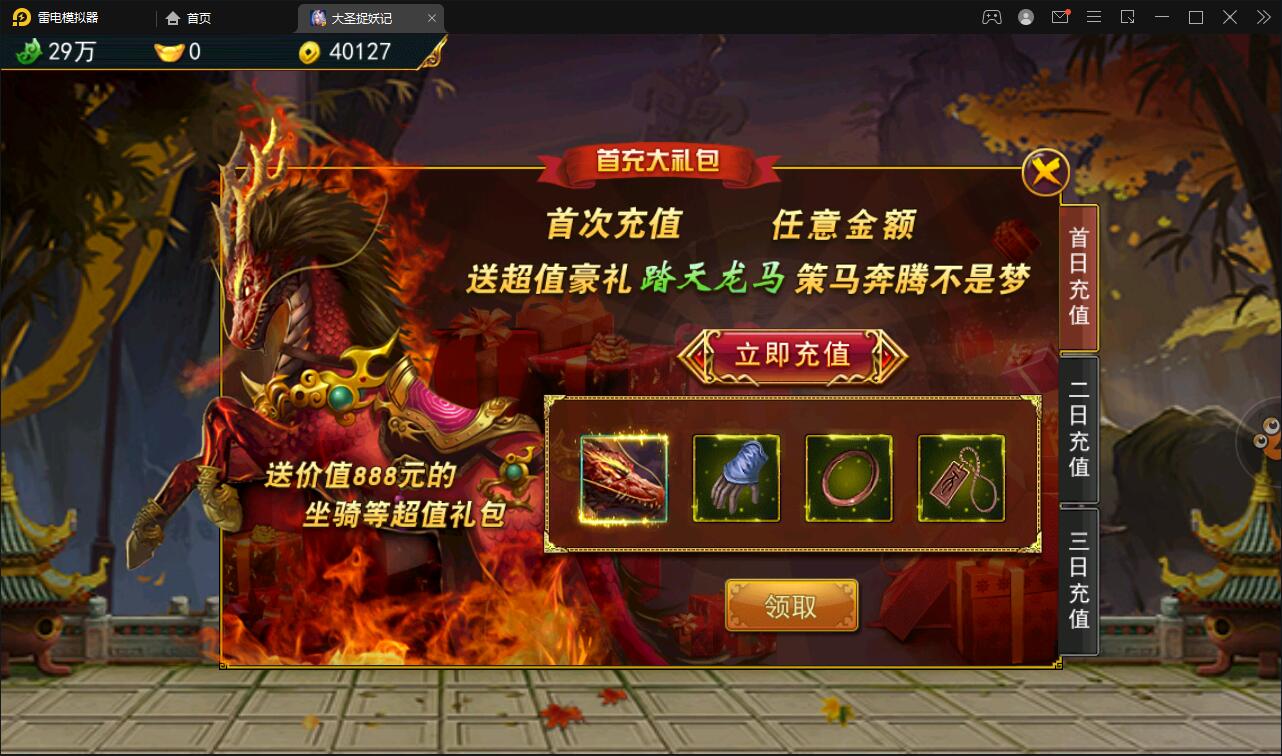 雷电模拟器
首页
大圣捉妖记
29万
0
40127
首充大礼包
首次充值 任意金额
送超值豪礼踏天龙马策马奔腾不是梦
立即充值
送价值888元的
坐骑等超值礼包
领取
首日充值
二日充值
三日充值